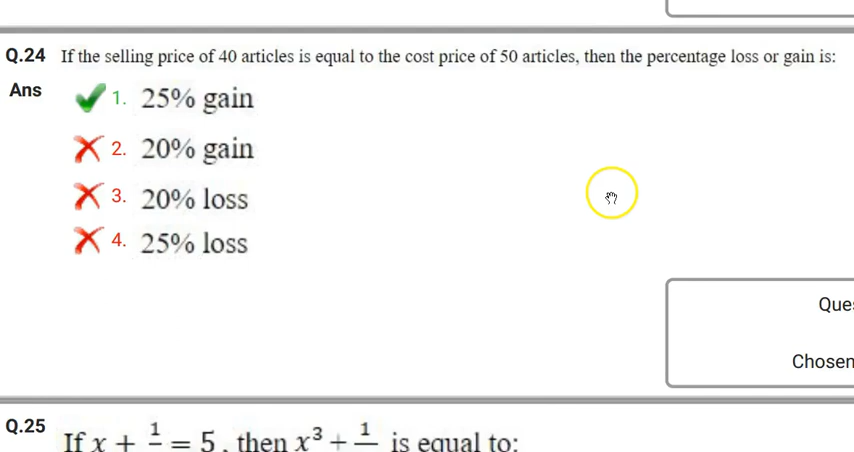 Q.24 If the selling price of 40 articles is equal to the cost price of 50 articles, then the percentage loss or gain is:
Ans
1. 25% gain
2. 20% gain
3. 20% loss
4. 25% loss
Que
Chosen
Q.25 If x + 1 = 5, then x³ + 1 is equal to: